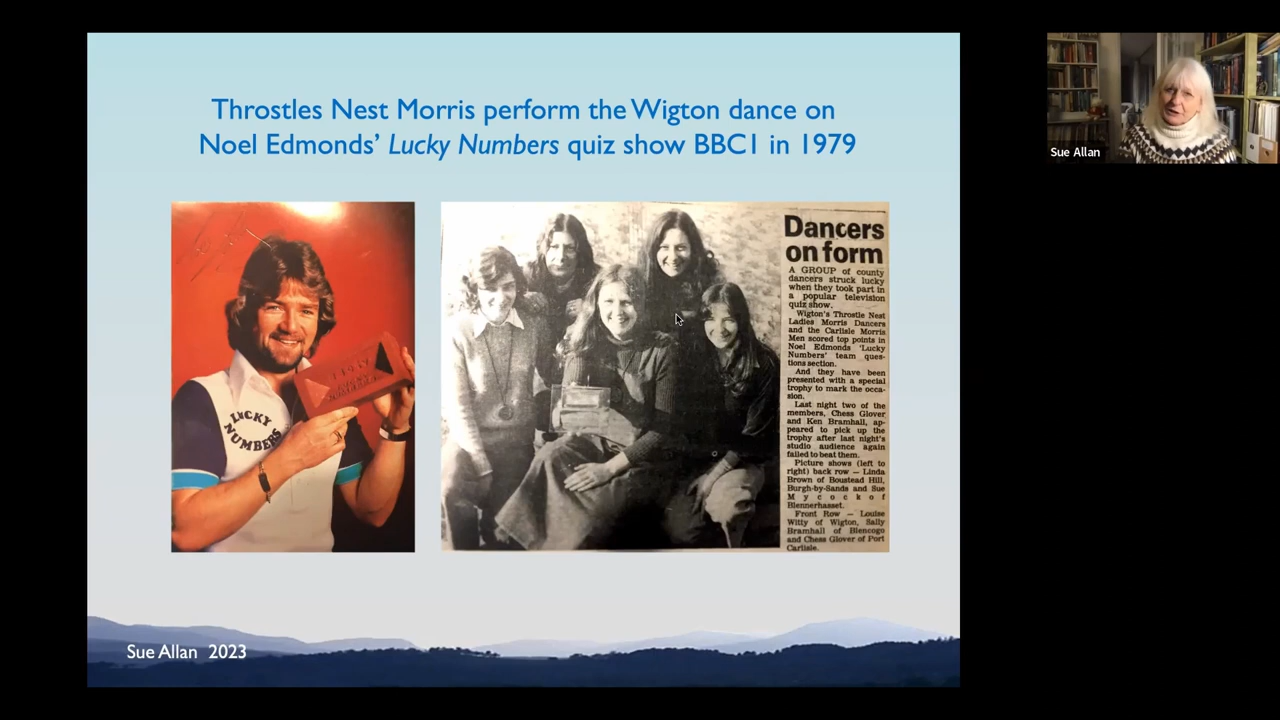 Throstles Nest Morris perform the Wigton dance on
Noel Edmonds' Lucky Numbers quiz show BBC1 in 1979
LUCKY
NUMBERS
Dancers
on form
A GROUP of county
dancers struck lucky
when they took part in
a popular television
quiz show.
Wigton's Throstle Nest
Ladies Morris Dancers
and the Carlisle Morris
Men scored top points in
Noel Edmonds 'Lucky
Numbers' team ques-
tions section.
And they have been
presented with a special
trophy to mark the occa-
sion.
Last night two of the
members, Chess Glover
and Ken Bramhall, ap-
peared to pick up the
trophy after last night's
studio audience again
failed to beat them.
Picture shows (left to
right) back row — Linda
Brown of Boustead Hill,
Burgh-by-Sands and Sue
Mycock of
Blennerhasset.
Front Row — Louise
Witty of Wigton, Sally
Bramhall of Blencogo
and Chess Glover of Port
Carlisle.
Sue Allan 2023
Sue Allan